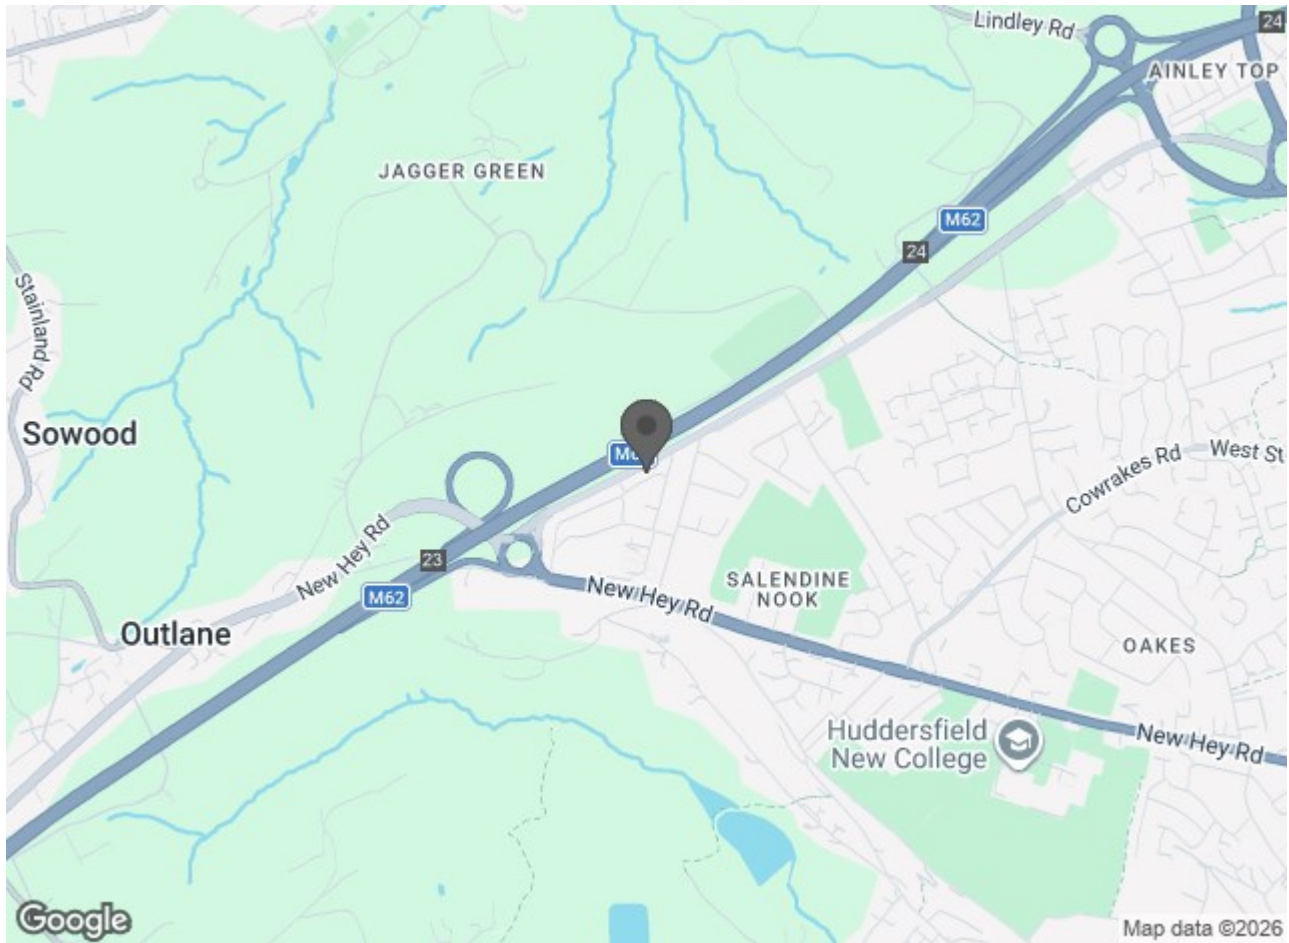 Lindley Rd
24
AINLEY TOP
JAGGER GREEN
M62
24
Stainland Rd
Sowood
Cowrakes Rd
West St
New Hey Rd
23
M62
New Hey Rd
SALENDINE
NOOK
Outlane
OAKES
Huddersfield
New College
New Hey Rd
Google
Map data ©2026